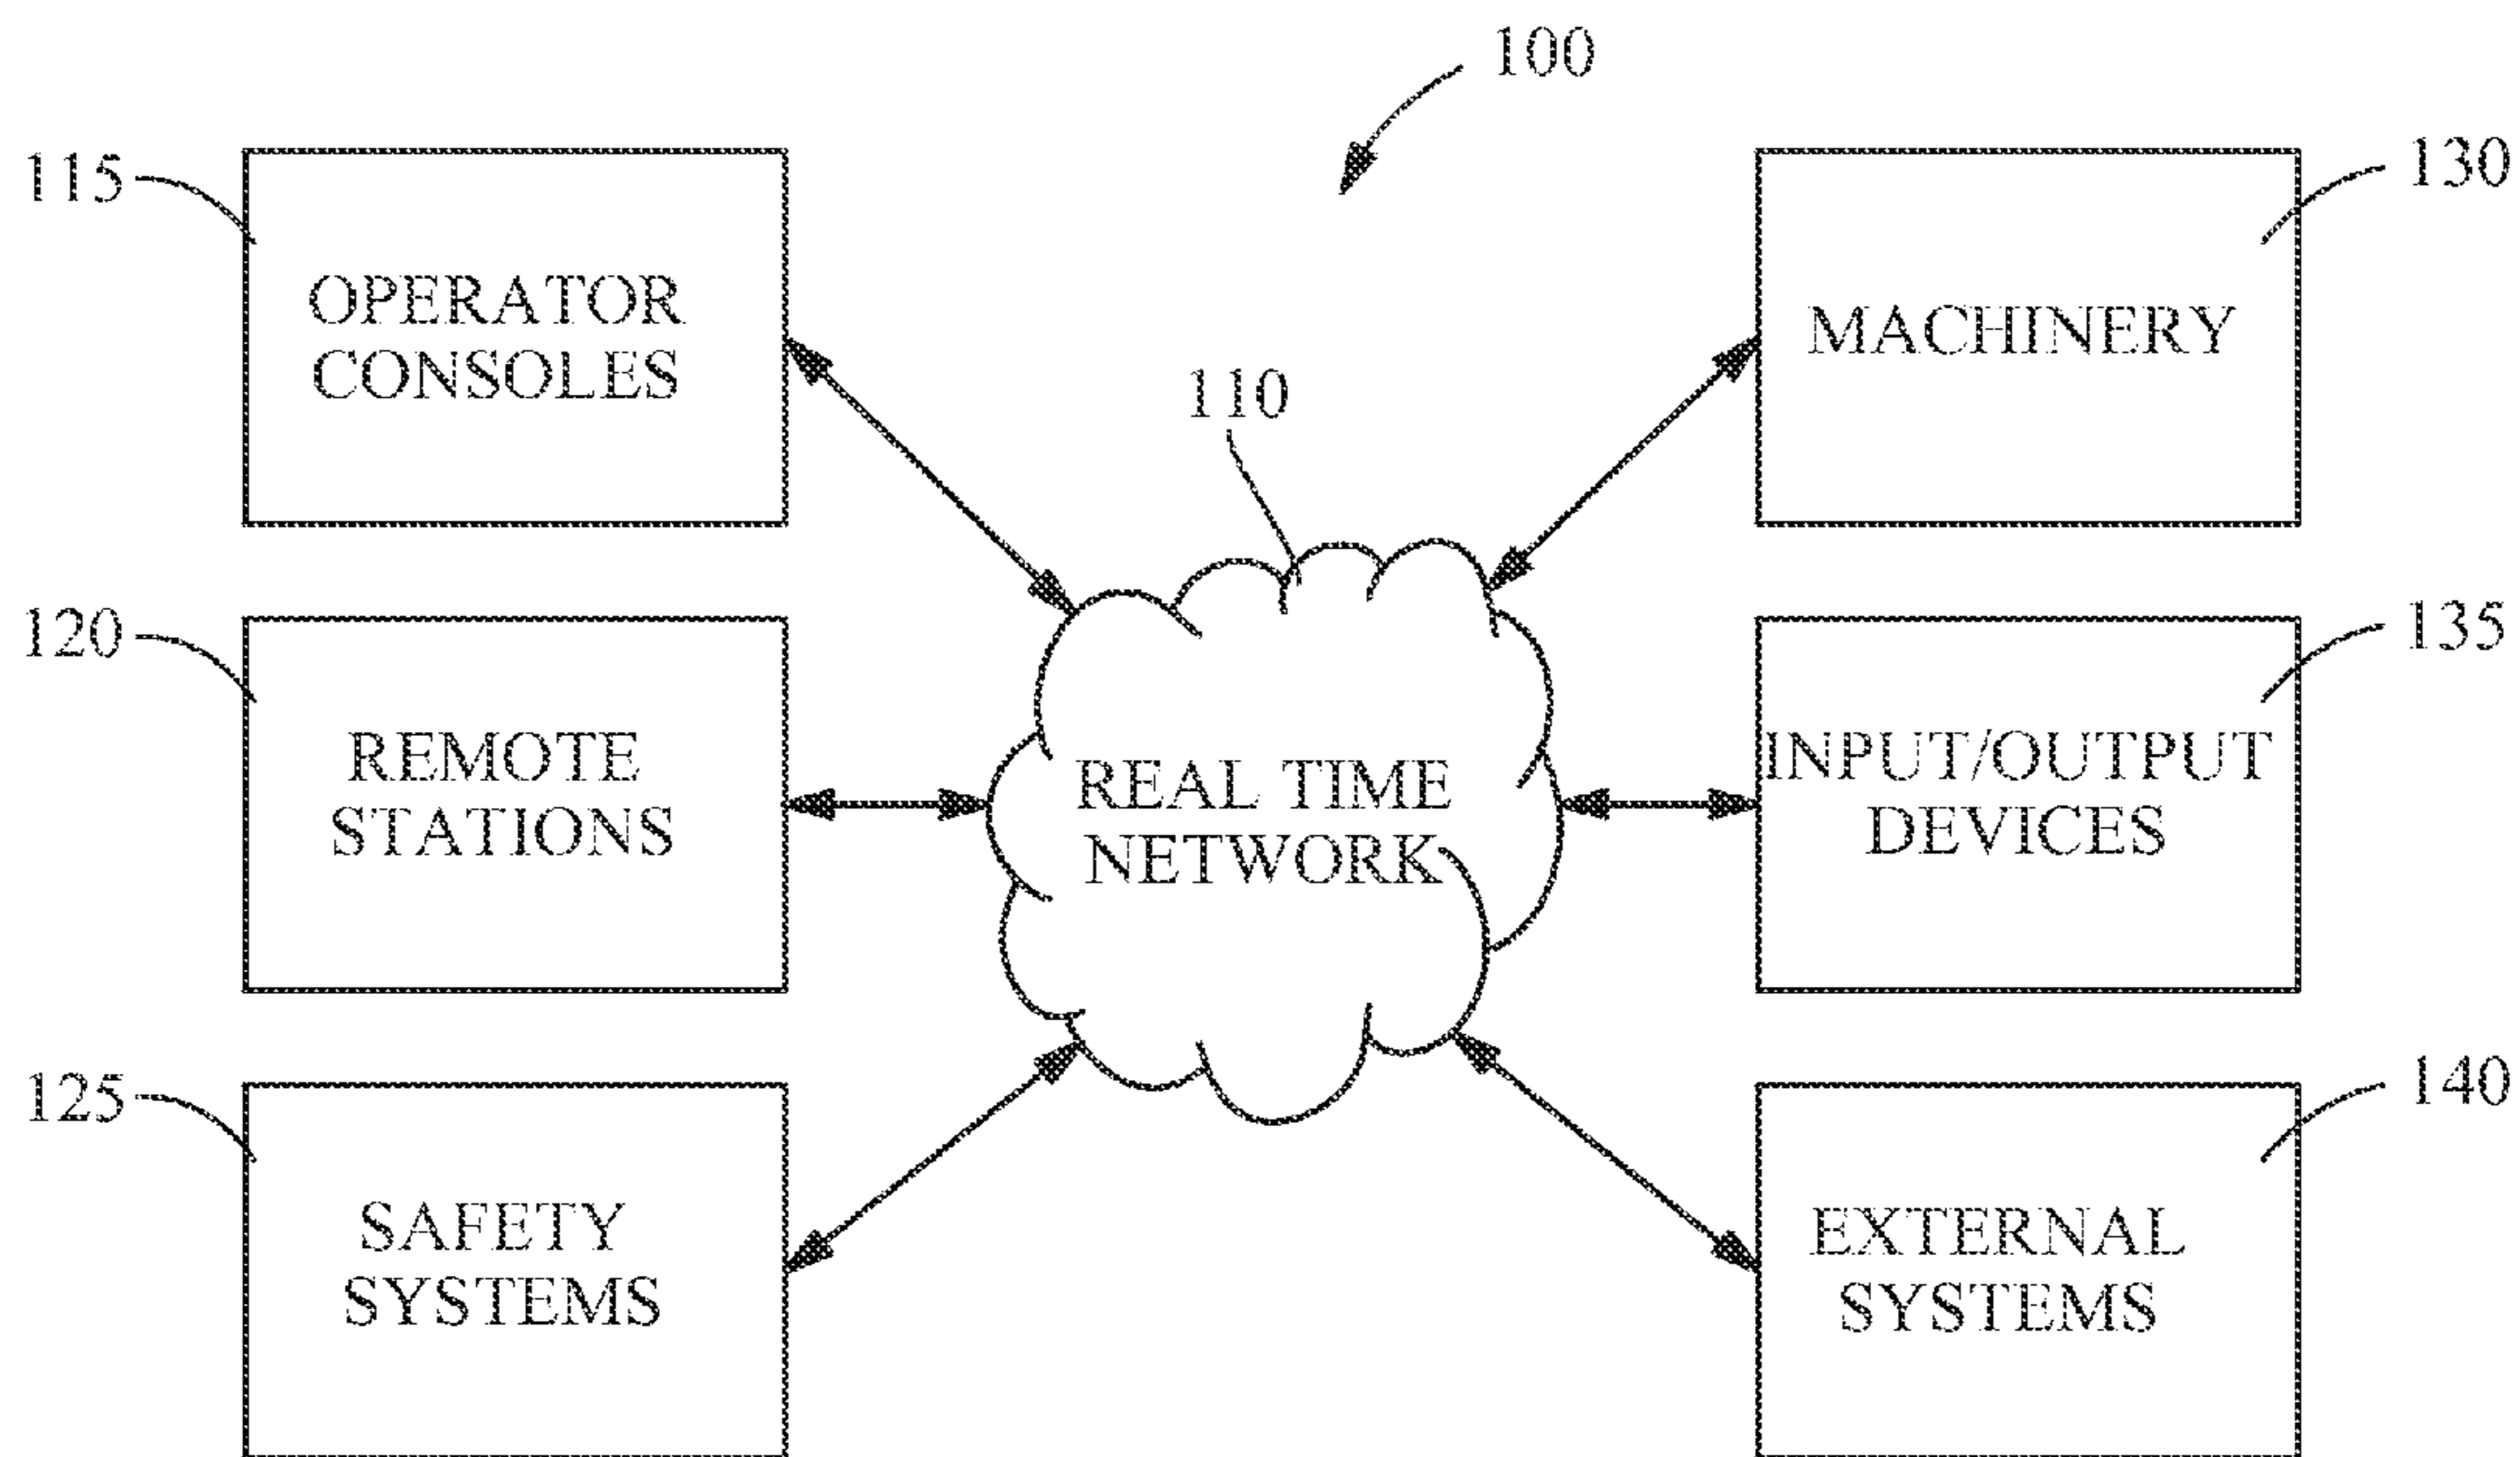 100
115
OPERATOR
CONSOLES
130
MACHINERY
110
120
REMOTE
STATIONS
REAL TIME
NETWORK
135
INPUT/OUTPUT
DEVICES
125
SAFETY
SYSTEMS
140
EXTERNAL
SYSTEMS